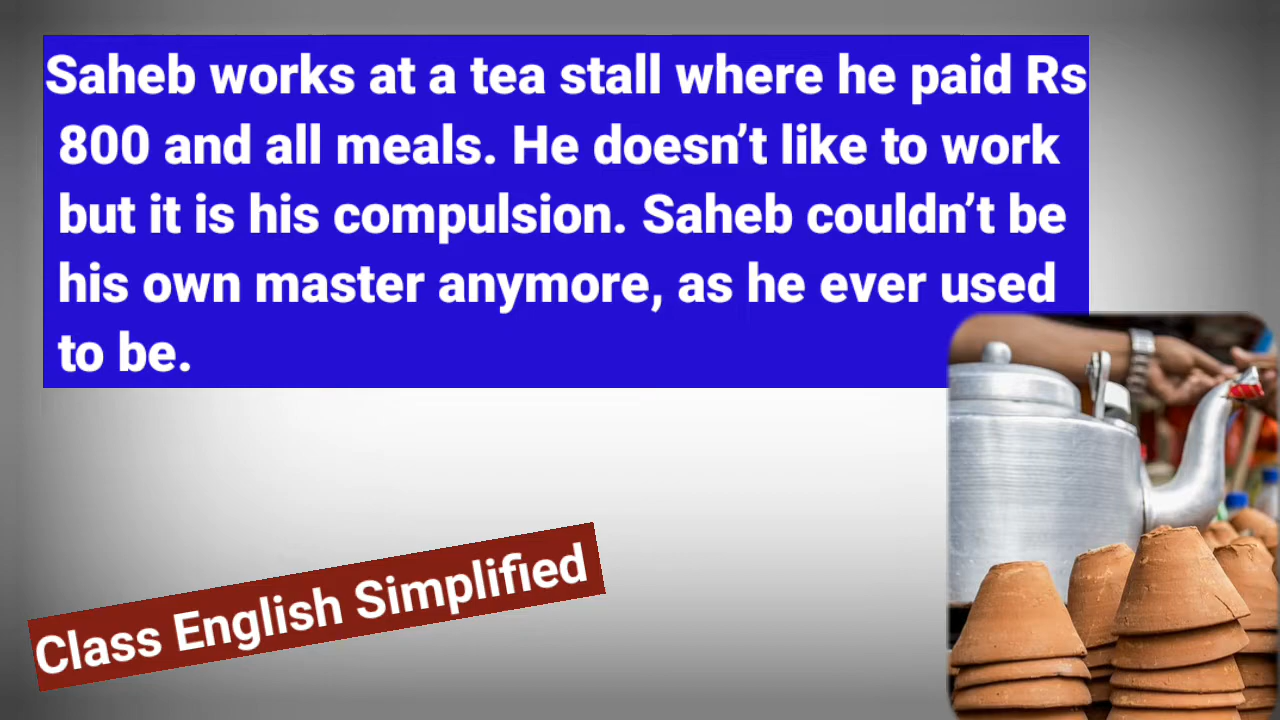 Saheb works at a tea stall where he paid Rs
800 and all meals. He doesn’t like to work
but it is his compulsion. Saheb couldn’t be
his own master anymore, as he ever used
to be.
Class English Simplified